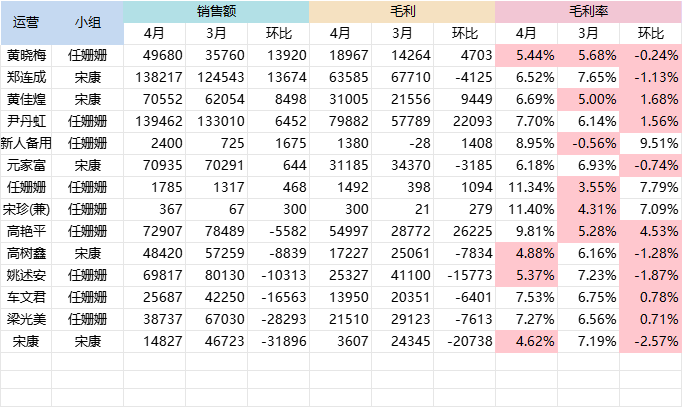 运营 小组 销售额 毛利 毛利率
4月 3月 环比 4月 3月 环比 4月 3月 环比
黄晓梅 任姗姗 49680 35760 13920 18967 14264 4703 5.44% 5.68% -0.24%
郑连成 宋康 138217 124543 13674 63585 67710 -4125 6.52% 7.65% -1.13%
黄佳煌 宋康 70552 62054 8498 31005 21556 9449 6.69% 5.00% 1.68%
尹丹虹 任姗姗 139462 133010 6452 79882 57789 22093 7.70% 6.14% 1.56%
新人备用 任姗姗 2400 725 1675 1380 -28 1408 8.95% -0.56% 9.51%
元家富 宋康 70935 70291 644 31185 34370 -3185 6.18% 6.93% -0.74%
任姗姗 任姗姗 1785 1317 468 1492 398 1094 11.34% 3.55% 7.79%
宋珍(兼) 任姗姗 367 67 300 300 21 279 11.40% 4.31% 7.09%
高艳平 任姗姗 72907 78489 -5582 54997 28772 26225 9.81% 5.28% 4.53%
高树鑫 宋康 48420 57259 -8839 17227 25061 -7834 4.88% 6.16% -1.28%
姚述安 任姗姗 69817 80130 -10313 25327 41100 -15773 5.37% 7.23% -1.87%
车文君 任姗姗 25687 42250 -16563 13950 20351 -6401 7.53% 6.75% 0.78%
梁光美 任姗姗 38737 67030 -28293 21510 29123 -7613 7.27% 6.56% 0.71%
宋康 宋康 14827 46723 -31896 3607 24345 -20738 4.62% 7.19% -2.57%